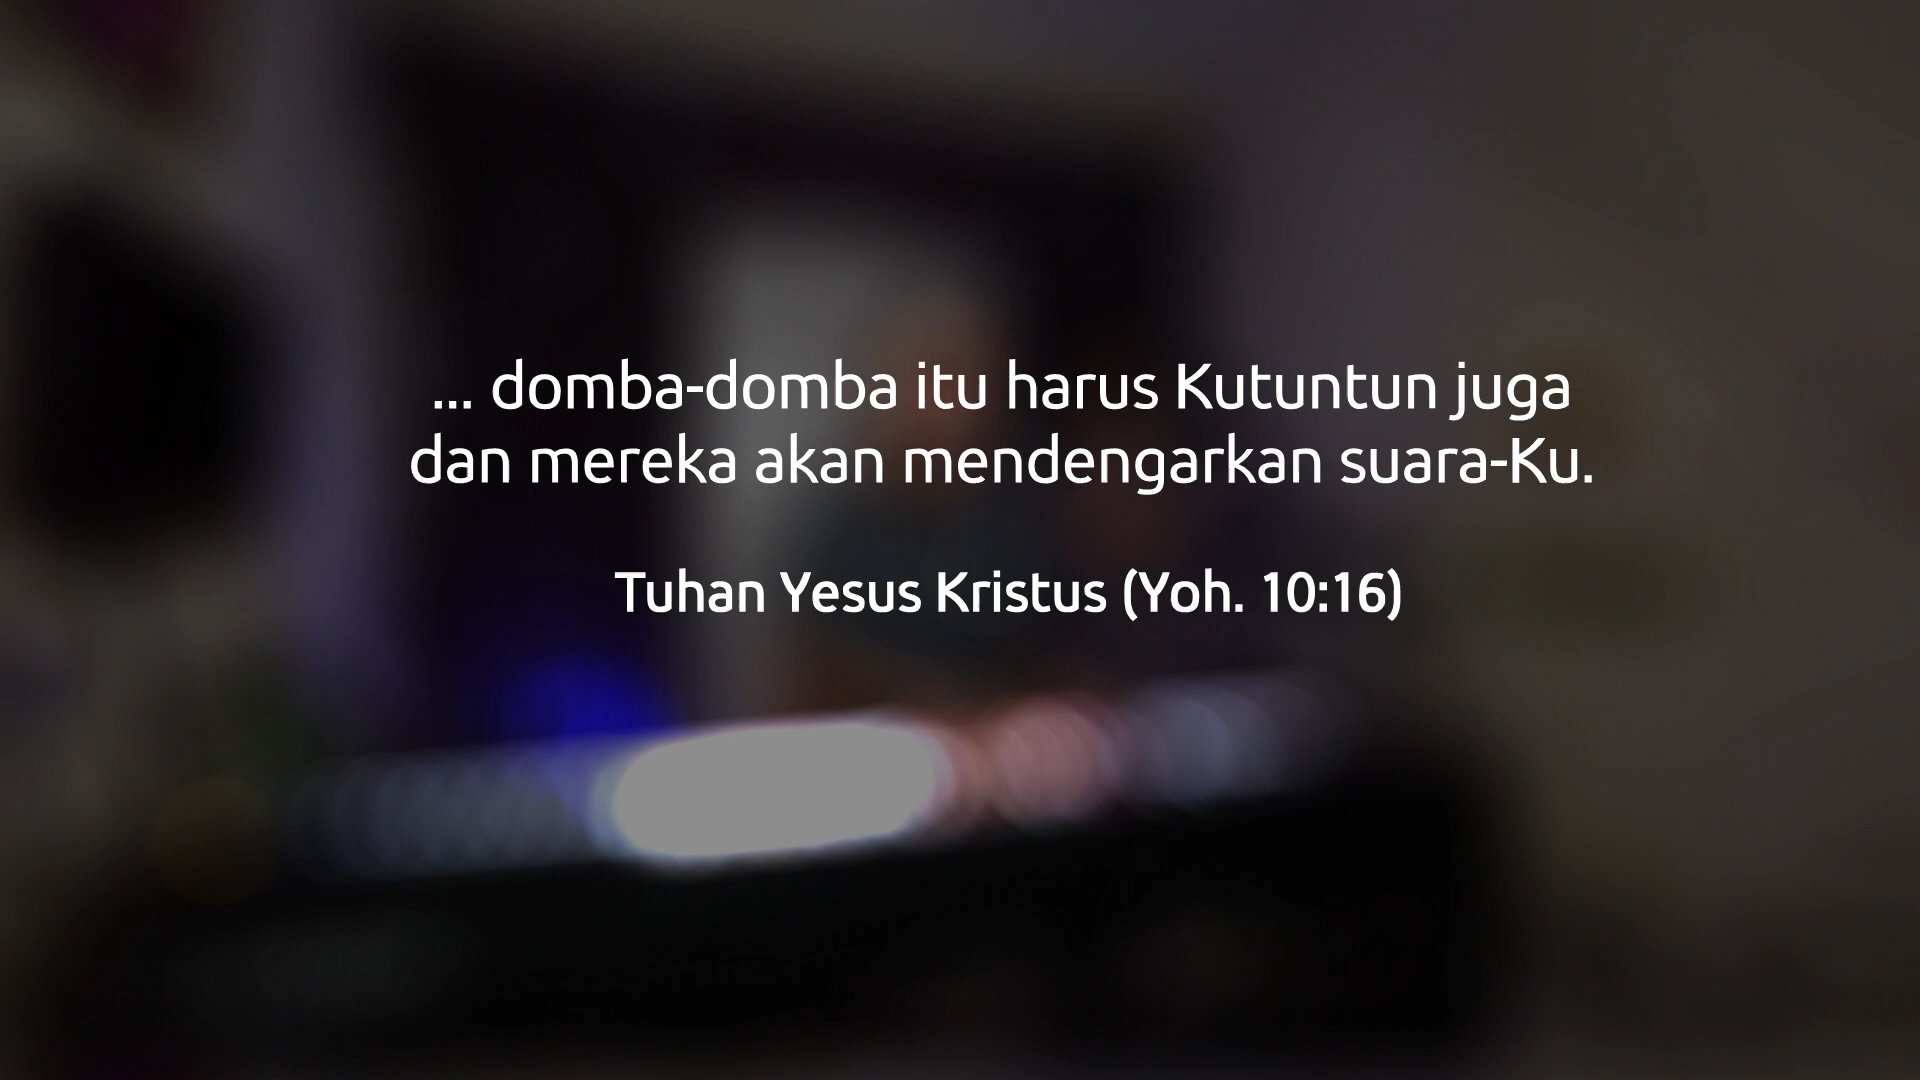 ... domba-domba itu harus Kutuntun juga
dan mereka akan mendengarkan suara-Ku.
Tuhan Yesus Kristus (Yoh. 10:16)